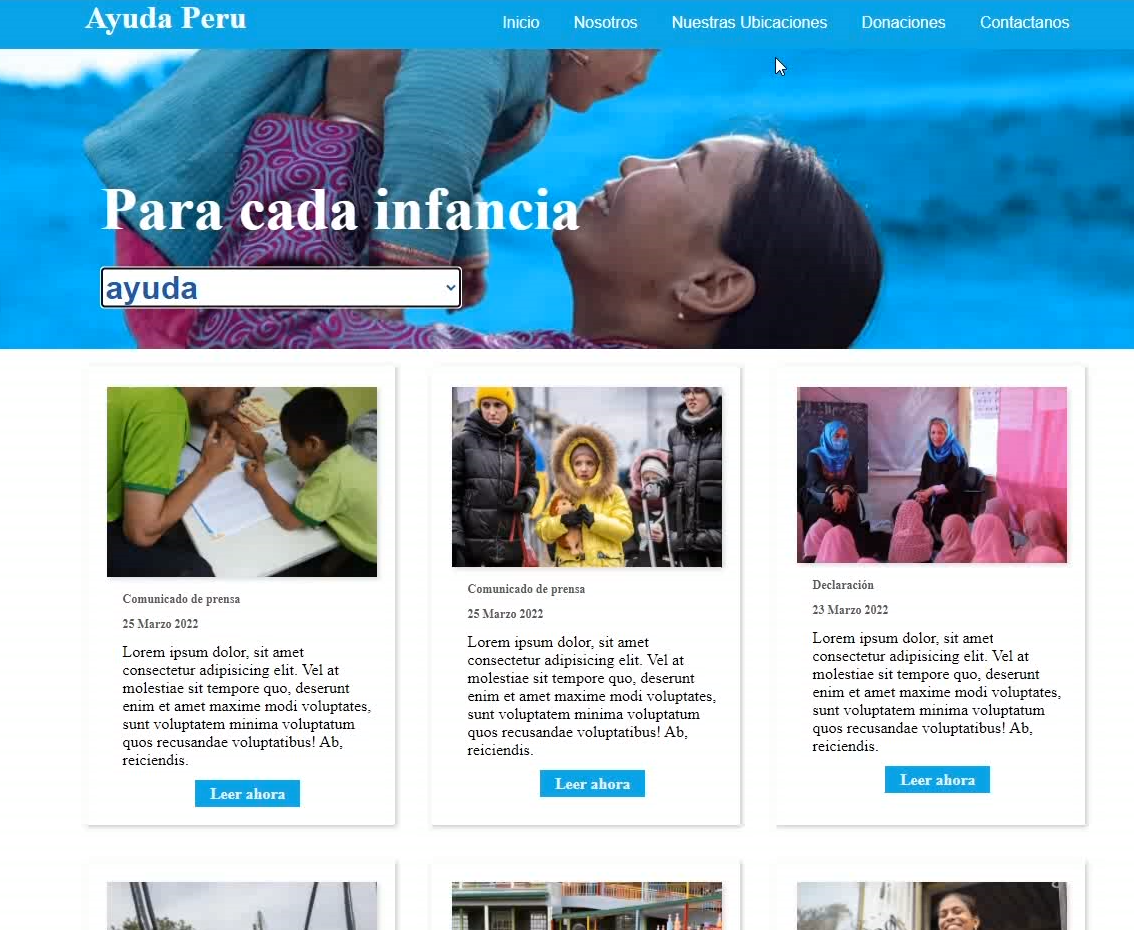 Ayuda Peru
Inicio Nosotros Nuestras Ubicaciones Donaciones Contactanos
Para cada infancia
ayuda
Comunicado de prensa
25 Marzo 2022
Lorem ipsum dolor, sit amet
consectetur adipisicing elit. Vel at
molestiae sit tempore quo, deserunt
enim et amet maxime modi voluptates,
sunt voluptatem minima voluptatum
quos recusandae voluptatibus! Ab,
reiciendis.
Leer ahora
Comunicado de prensa
25 Marzo 2022
Lorem ipsum dolor, sit amet
consectetur adipisicing elit. Vel at
molestiae sit tempore quo, deserunt
enim et amet maxime modi voluptates,
sunt voluptatem minima voluptatum
quos recusandae voluptatibus! Ab,
reiciendis.
Leer ahora
Declaración
23 Marzo 2022
Lorem ipsum dolor, sit amet
consectetur adipisicing elit. Vel at
molestiae sit tempore quo, deserunt
enim et amet maxime modi voluptates,
sunt voluptatem minima voluptatum
quos recusandae voluptatibus! Ab,
reiciendis.
Leer ahora